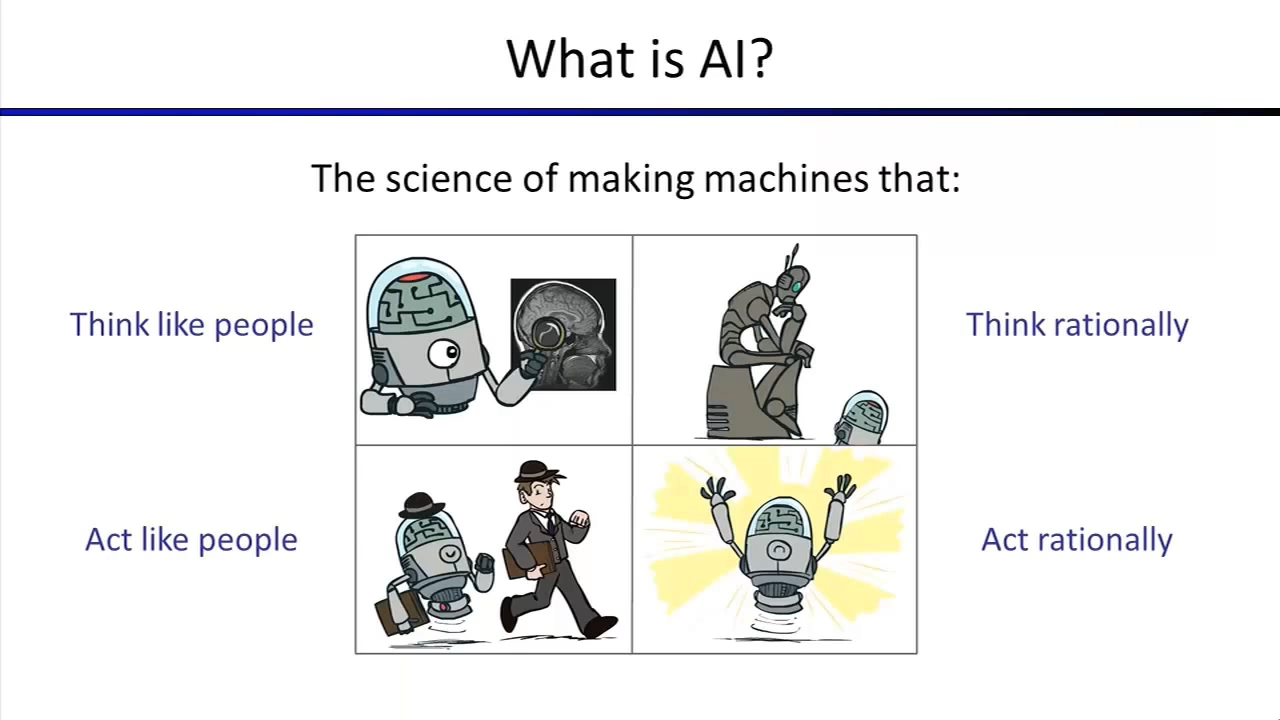 What is AI?
The science of making machines that:
Think like people
Think rationally
Act like people
Act rationally